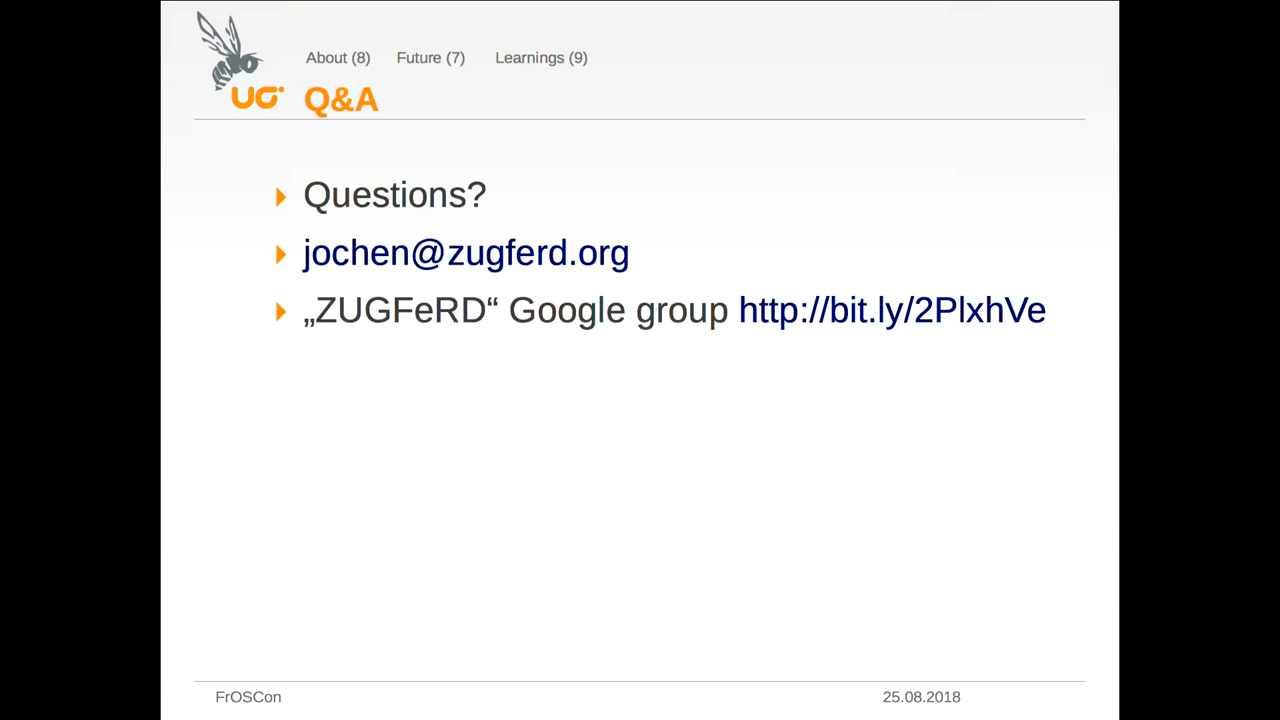 About (8) Future (7) Learnings (9)
UG
Q&A
Questions?
jochen@zugferd.org
„ZUGFeRD“ Google group http://bit.ly/2PlxhVe
FrOSCon 25.08.2018